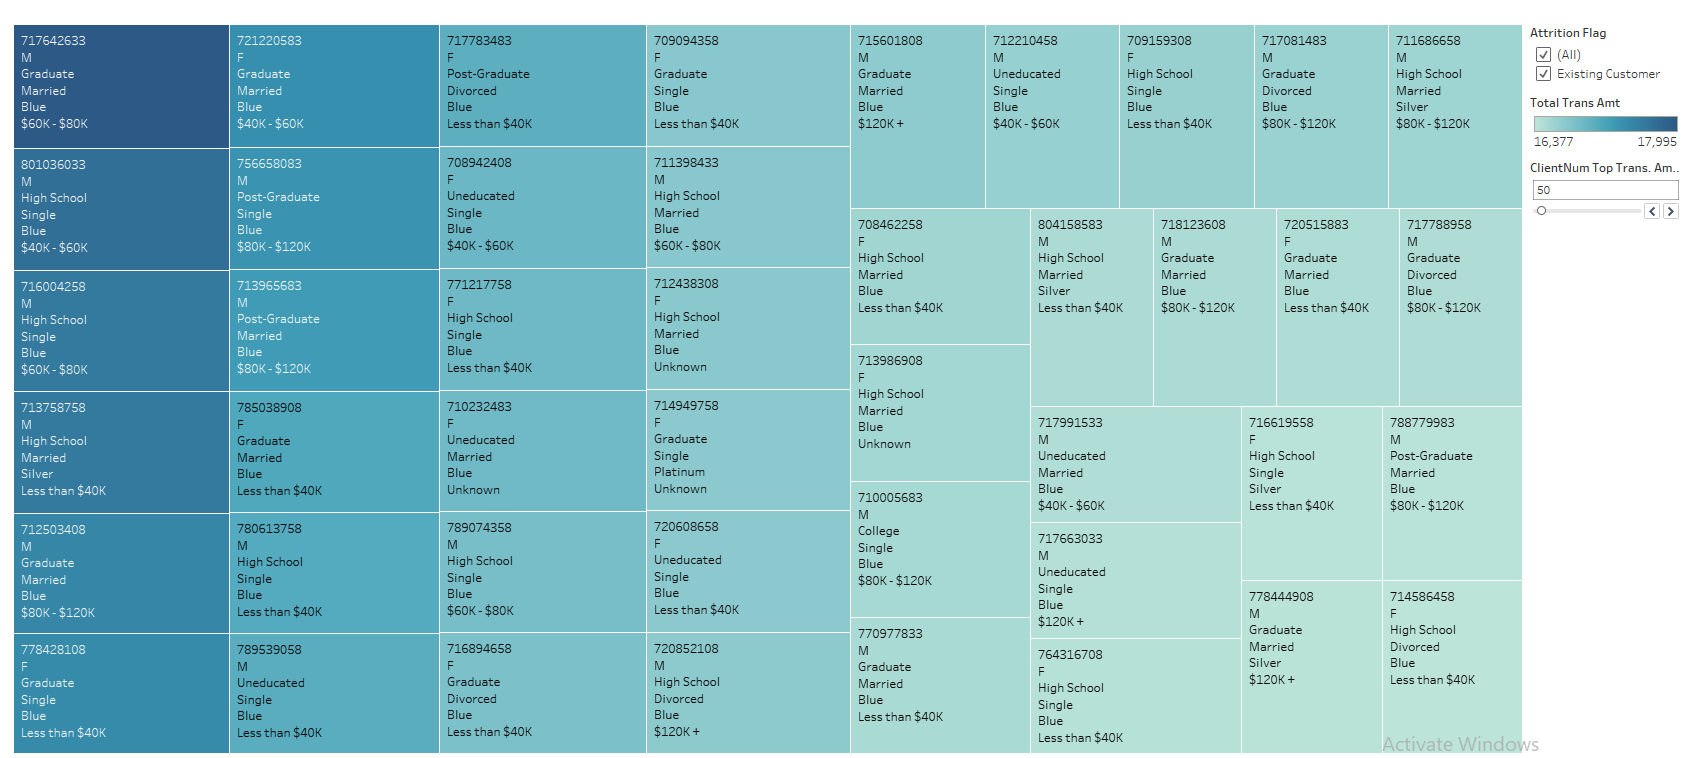 717642633
M
Graduate
Married
Blue
$60K - $80K
801036033
M
High School
Single
Blue
$40K - $60K
716004258
M
High School
Single
Blue
$60K - $80K
713758758
M
High School
Married
Silver
Less than $40K
712503408
M
Graduate
Married
Blue
$80K - $120K
778428108
F
Graduate
Single
Blue
Less than $40K
721220583
F
Graduate
Married
Blue
$40K - $60K
756658083
M
Post-Graduate
Single
Blue
$80K - $120K
713965683
M
Post-Graduate
Married
Blue
$80K - $120K
785038908
F
Graduate
Married
Blue
Less than $40K
780613758
M
High School
Single
Blue
Less than $40K
789539058
M
Uneducated
Single
Blue
Less than $40K
717783483
F
Post-Graduate
Divorced
Blue
Less than $40K
708942408
F
Uneducated
Single
Blue
$40K - $60K
771217758
F
High School
Single
Blue
Less than $40K
710232483
F
Uneducated
Married
Blue
Unknown
789074358
M
High School
Single
Blue
$60K - $80K
716894658
F
Graduate
Divorced
Blue
Less than $40K
709094358
F
Graduate
Single
Blue
Less than $40K
711398433
M
High School
Married
Blue
$60K - $80K
712438308
F
High School
Married
Blue
Unknown
714949758
F
Graduate
Single
Platinum
Unknown
720608658
F
Uneducated
Single
Blue
Less than $40K
720852108
M
High School
Divorced
Blue
$120K +
715601808
M
Graduate
Married
Blue
$120K +
712210458
M
Uneducated
Single
Blue
$40K - $60K
709159308
F
High School
Single
Blue
Less than $40K
717081483
M
Graduate
Divorced
Blue
$80K - $120K
711686658
M
High School
Married
Silver
$80K - $120K
708462258
F
High School
Married
Blue
Less than $40K
713986908
F
High School
Married
Blue
Unknown
710005683
M
College
Single
Blue
$80K - $120K
770977833
M
Graduate
Married
Blue
Less than $40K
804158583
M
High School
Married
Silver
Less than $40K
718123608
M
Graduate
Married
Blue
$80K - $120K
720515883
F
Graduate
Married
Blue
Less than $40K
717788958
M
Graduate
Divorced
Blue
$80K - $120K
717991533
M
Uneducated
Married
Blue
$40K - $60K
717663033
M
Uneducated
Single
Blue
$120K +
764316708
F
High School
Single
Blue
Less than $40K
716619558
F
High School
Single
Silver
Less than $40K
788779983
M
Post-Graduate
Married
Blue
$80K - $120K
778444908
M
Graduate
Married
Silver
$120K +
714586458
F
High School
Divorced
Blue
Less than $40K
Attrition Flag
(All)
Existing Customer
Total Trans Amt
16,377 17,995
ClientNum Top Trans. Am..
50
Activate Windows